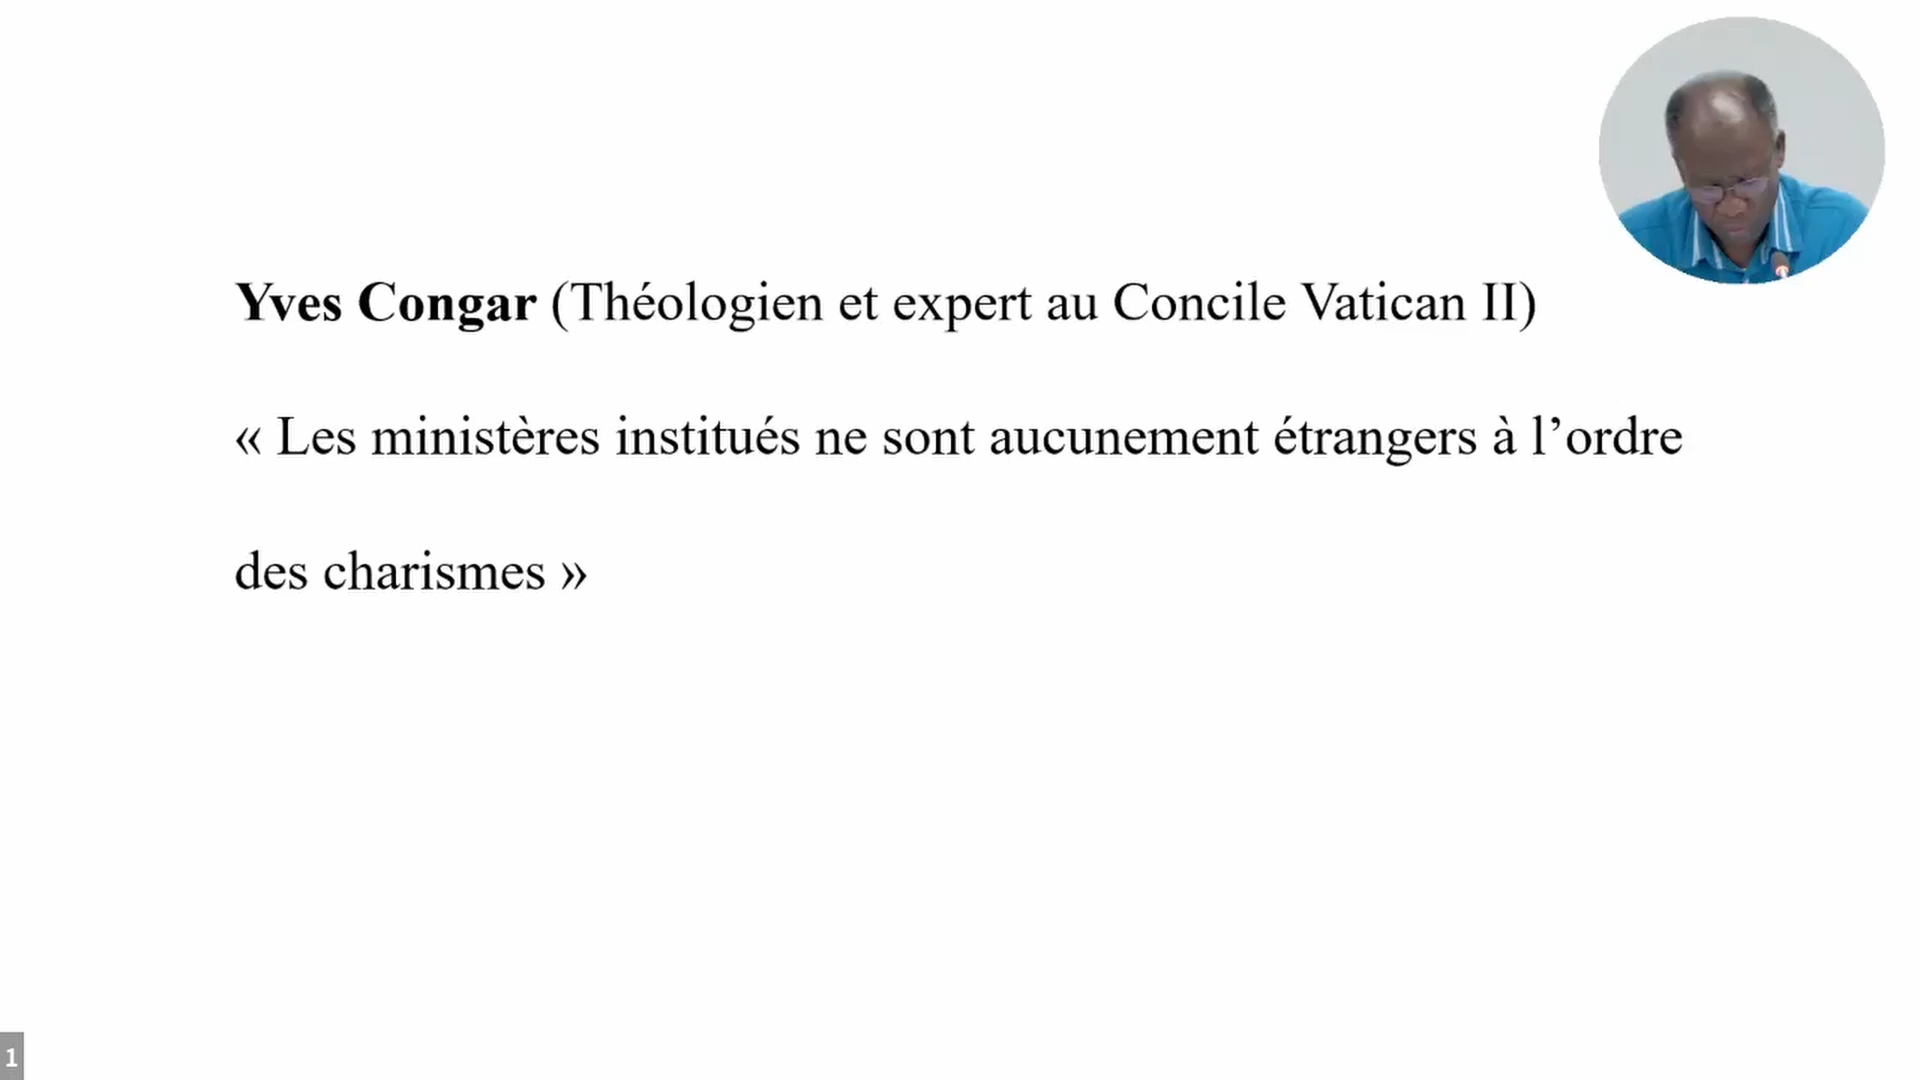 Yves Congar (Théologien et expert au Concile Vatican II)
« Les ministères institués ne sont aucunement étrangers à l’ordre
des charismes »
1